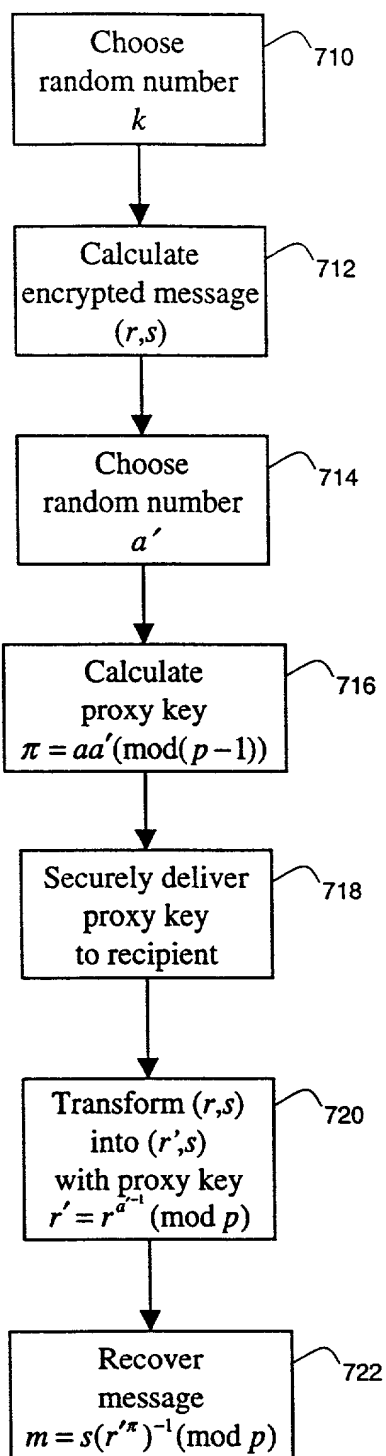 Choose
random number
k
710
Calculate
encrypted message
(r,s)
712
Choose
random number
a′
714
Calculate
proxy key
π = aa′(mod(p−1))
716
Securely deliver
proxy key
to recipient
718
Transform (r,s)
into (r',s)
with proxy key
r′ = r^{a′^{-1}} (mod p)
720
Recover
message
m = s(r′^π)^{-1}(mod p)
722